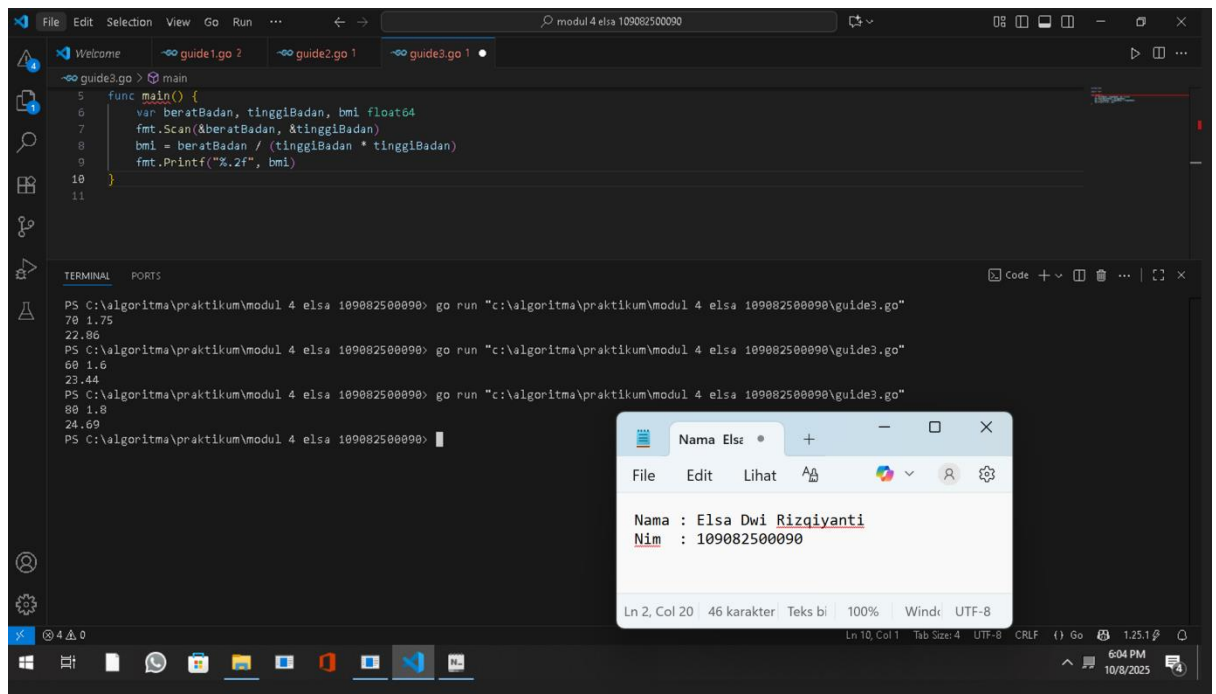 File Edit Selection View Go Run ··· modul 4 elsa 109082500090
Welcome guide1.go 2 guide2.go 1 guide3.go 1
guide3.go > main
5 func main() {
6 var beratBadan, tinggiBadan, bmi float64
7 fmt.Scan(&beratBadan, &tinggiBadan)
8 bmi = beratBadan / (tinggiBadan * tinggiBadan)
9 fmt.Printf("%.2f", bmi)
10 }
11
TERMINAL PORTS Code
PS C:\algoritma\praktikum\modul 4 elsa 109082500090> go run "c:\algoritma\praktikum\modul 4 elsa 109082500090\guide3.go"
70 1.75
22.86
PS C:\algoritma\praktikum\modul 4 elsa 109082500090> go run "c:\algoritma\praktikum\modul 4 elsa 109082500090\guide3.go"
60 1.6
23.44
PS C:\algoritma\praktikum\modul 4 elsa 109082500090> go run "c:\algoritma\praktikum\modul 4 elsa 109082500090\guide3.go"
80 1.8
24.69
PS C:\algoritma\praktikum\modul 4 elsa 109082500090>
Nama Elsa
File Edit Lihat
Nama : Elsa Dwi Rizqiyanti
Nim : 109082500090
Ln 2, Col 20 46 karakter Teks bi 100% Windo UTF-8
4 0 Ln 10, Col 1 Tab Size: 4 UTF-8 CRLF {} Go 1.25.1
6:04 PM
10/8/2025
4